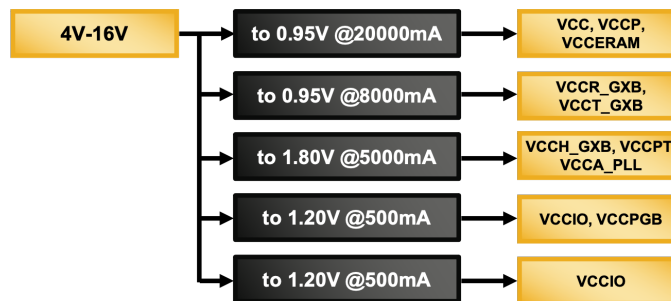 4V-16V
to 0.95V @20000mA
VCC, VCCP,
VCCERAM
to 0.95V @8000mA
VCCR_GXB,
VCCT_GXB
to 1.80V @5000mA
VCCH_GXB, VCCPT
VCCA_PLL
to 1.20V @500mA
VCCIO, VCCPGB
to 1.20V @500mA
VCCIO